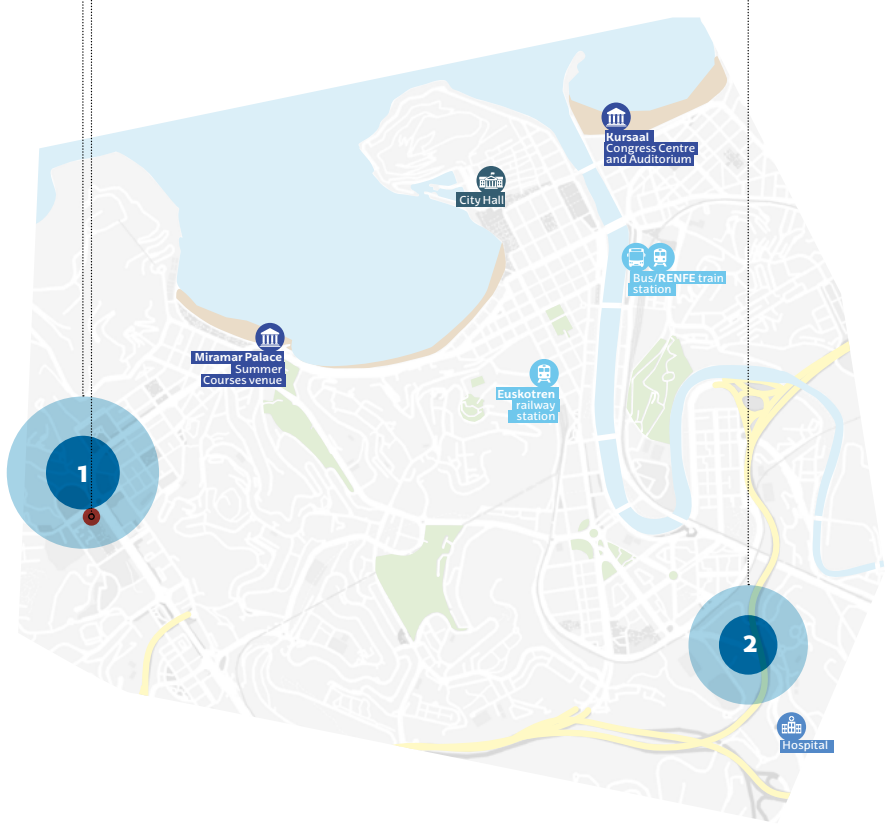 Kursaal
Congress Centre
and Auditorium
City Hall
Bus/RENFE train
station
Miramar Palace
Summer
Courses venue
Euskotren
railway
station
1
2
Hospital